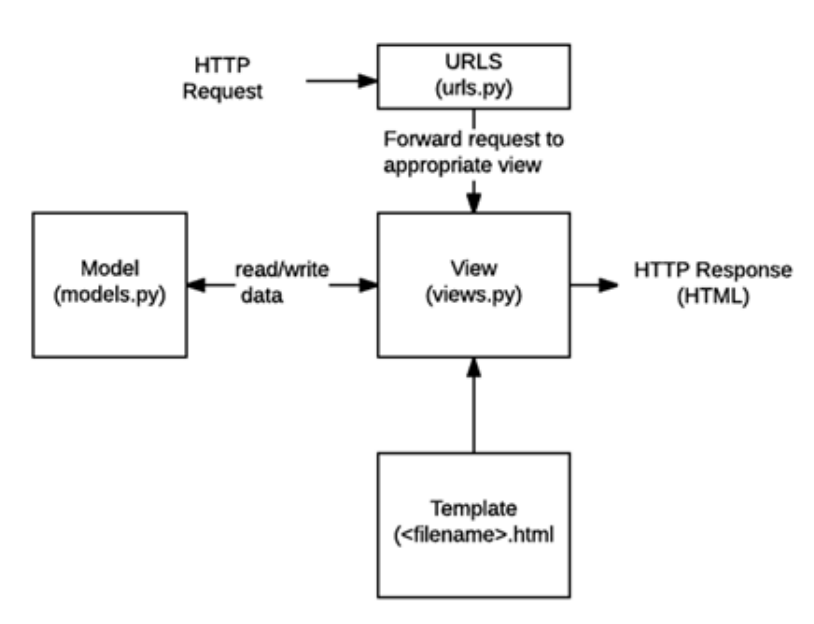 HTTP
Request
URLS
(urls.py)
Forward request to
appropriate view
Model
(models.py)
read/write
data
View
(views.py)
HTTP Response
(HTML)
Template
(<filename>.html